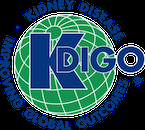 KIDNEY DISEASE
IMPROVING GLOBAL OUTCOMES
KDIGO